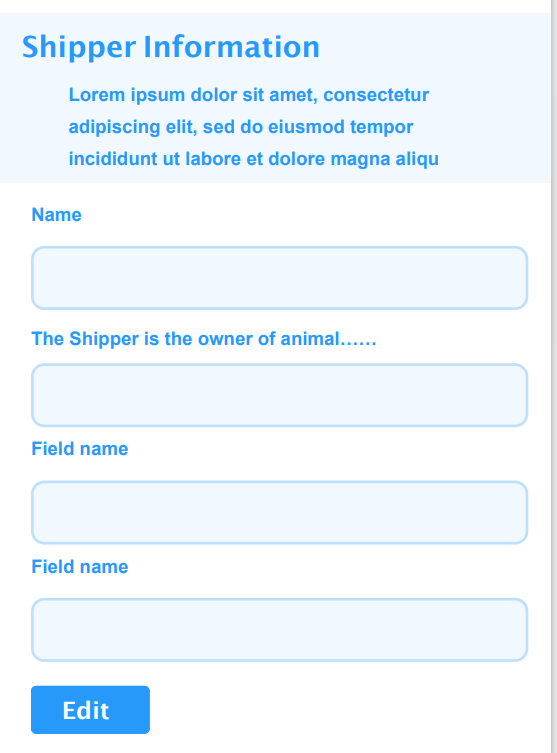 Shipper Information
Lorem ipsum dolor sit amet, consectetur
adipiscing elit, sed do eiusmod tempor
incididunt ut labore et dolore magna aliqu
Name
The Shipper is the owner of animal......
Field name
Field name
Edit